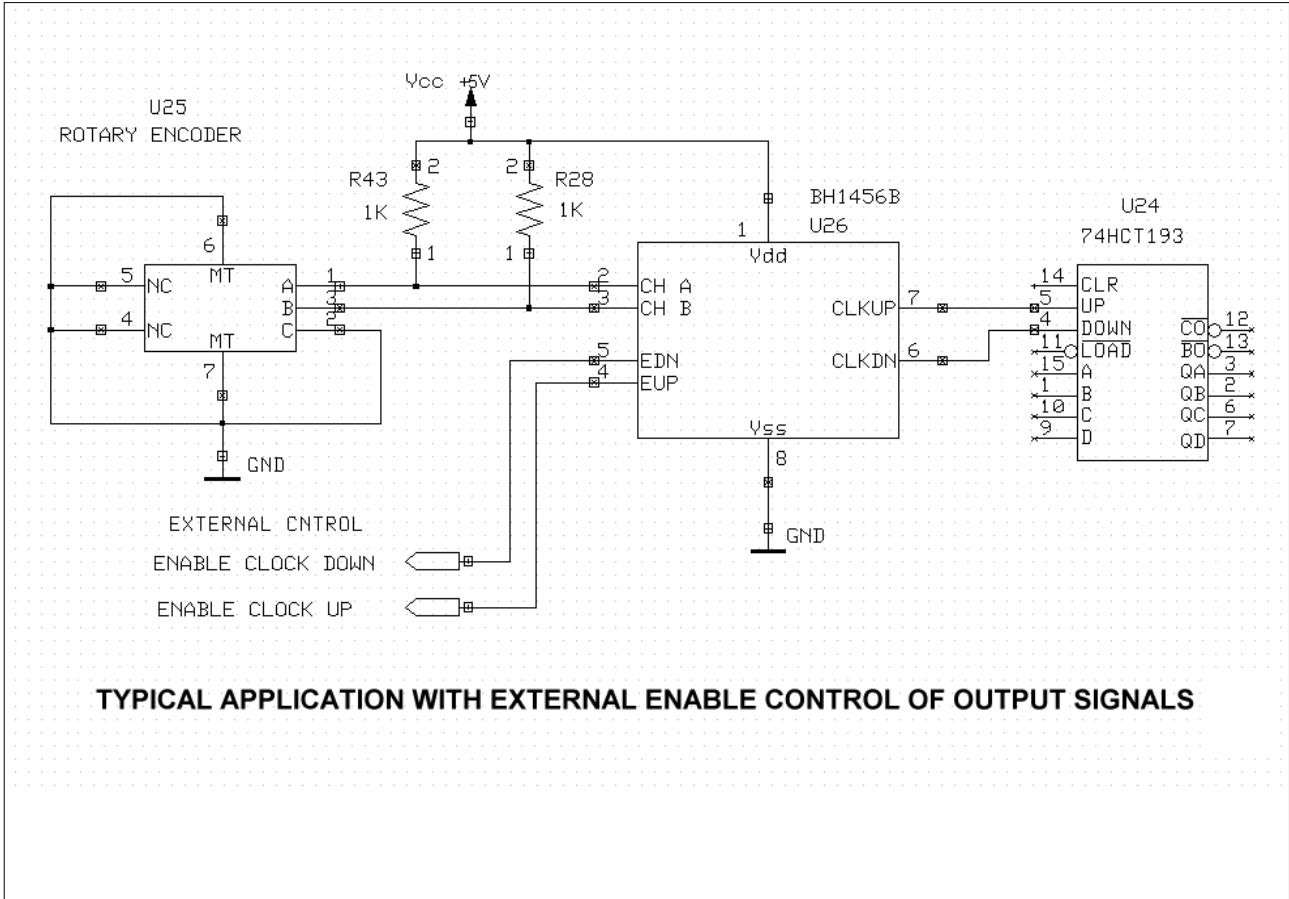 Vcc +5V
U25
ROTARY ENCODER
2
2
R43
1K
R28
1K
1
1
BH1456B
U26
1
Vdd
U24
74HCT193
6
MT
5 NC
4 NC
A 1
B 3
C 2
MT
7
GND
2 CH A
3 CH B
5 EDN
4 EUP
CLKUP 7
CLKDN 6
Vss
8
GND
14 CLR
5 UP
4 DOWN
11 LOAD
15 A
1 B
10 C
9 D
CO 12
BO 13
QA 3
QB 2
QC 6
QD 7
EXTERNAL CNTROL
ENABLE CLOCK DOWN
ENABLE CLOCK UP
TYPICAL APPLICATION WITH EXTERNAL ENABLE CONTROL OF OUTPUT SIGNALS